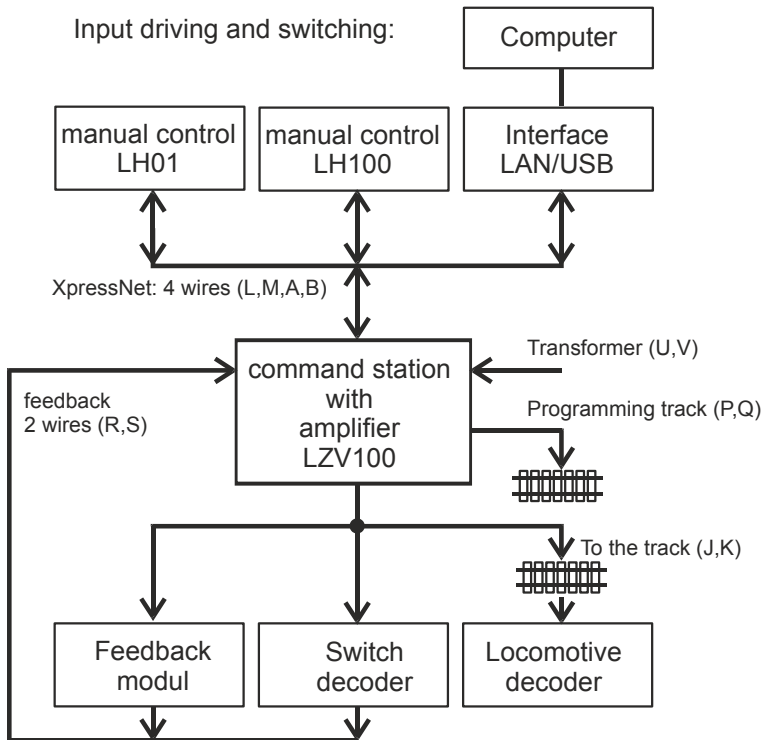 Input driving and switching:
Computer
manual control
LH01
manual control
LH100
Interface
LAN/USB
XpressNet: 4 wires (L,M,A,B)
command station
with
amplifier
LZV100
Transformer (U,V)
feedback
2 wires (R,S)
Programming track (P,Q)
To the track (J,K)
Feedback
modul
Switch
decoder
Locomotive
decoder